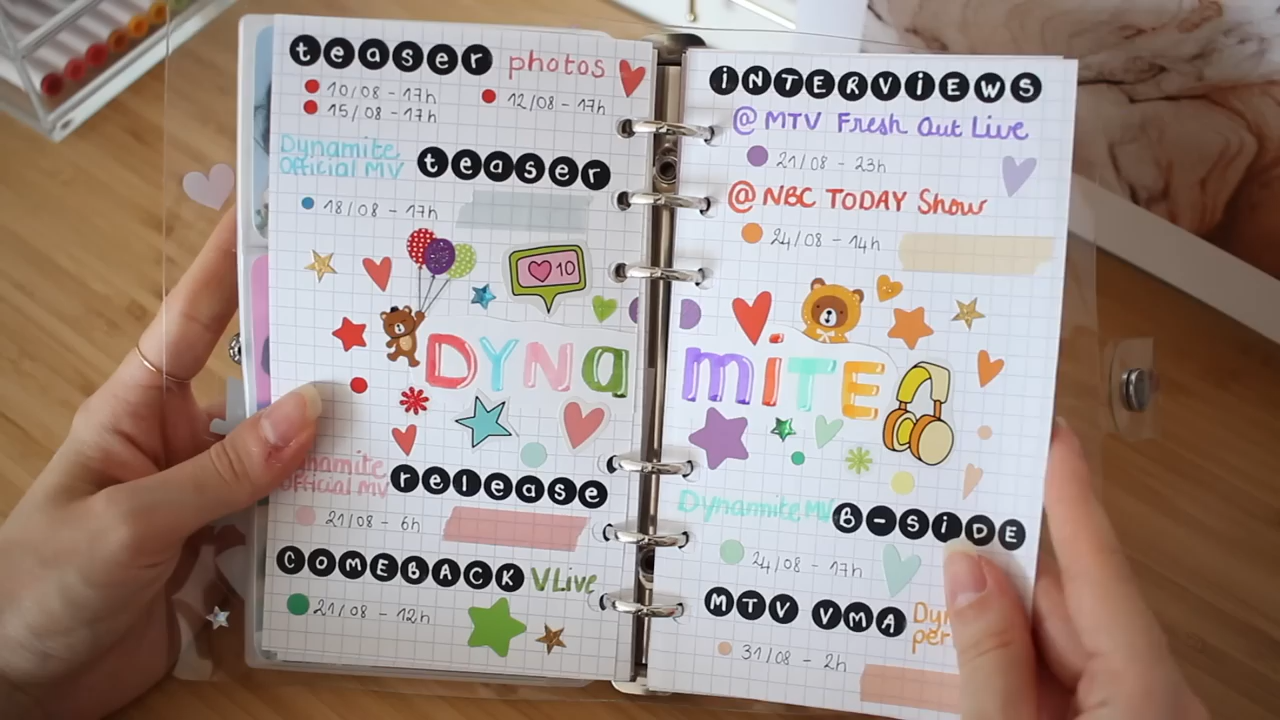 teaser photos
10/08 - 17h
12/08 - 17h
15/08 - 17h
Dynamite
Official MV teaser
18/08 - 17h
10
DYNA
Dynamite
Official MV release
21/08 - 6h
COMEBACK VLive
21/08 - 12h
iNTERViEWS
@ MTV Fresh Out Live
21/08 - 23h
@ NBC TODAY Show
24/08 - 14h
miTE
Dynamite MV B-SiDE
24/08 - 17h
MTV VMA
31/08 - 2h